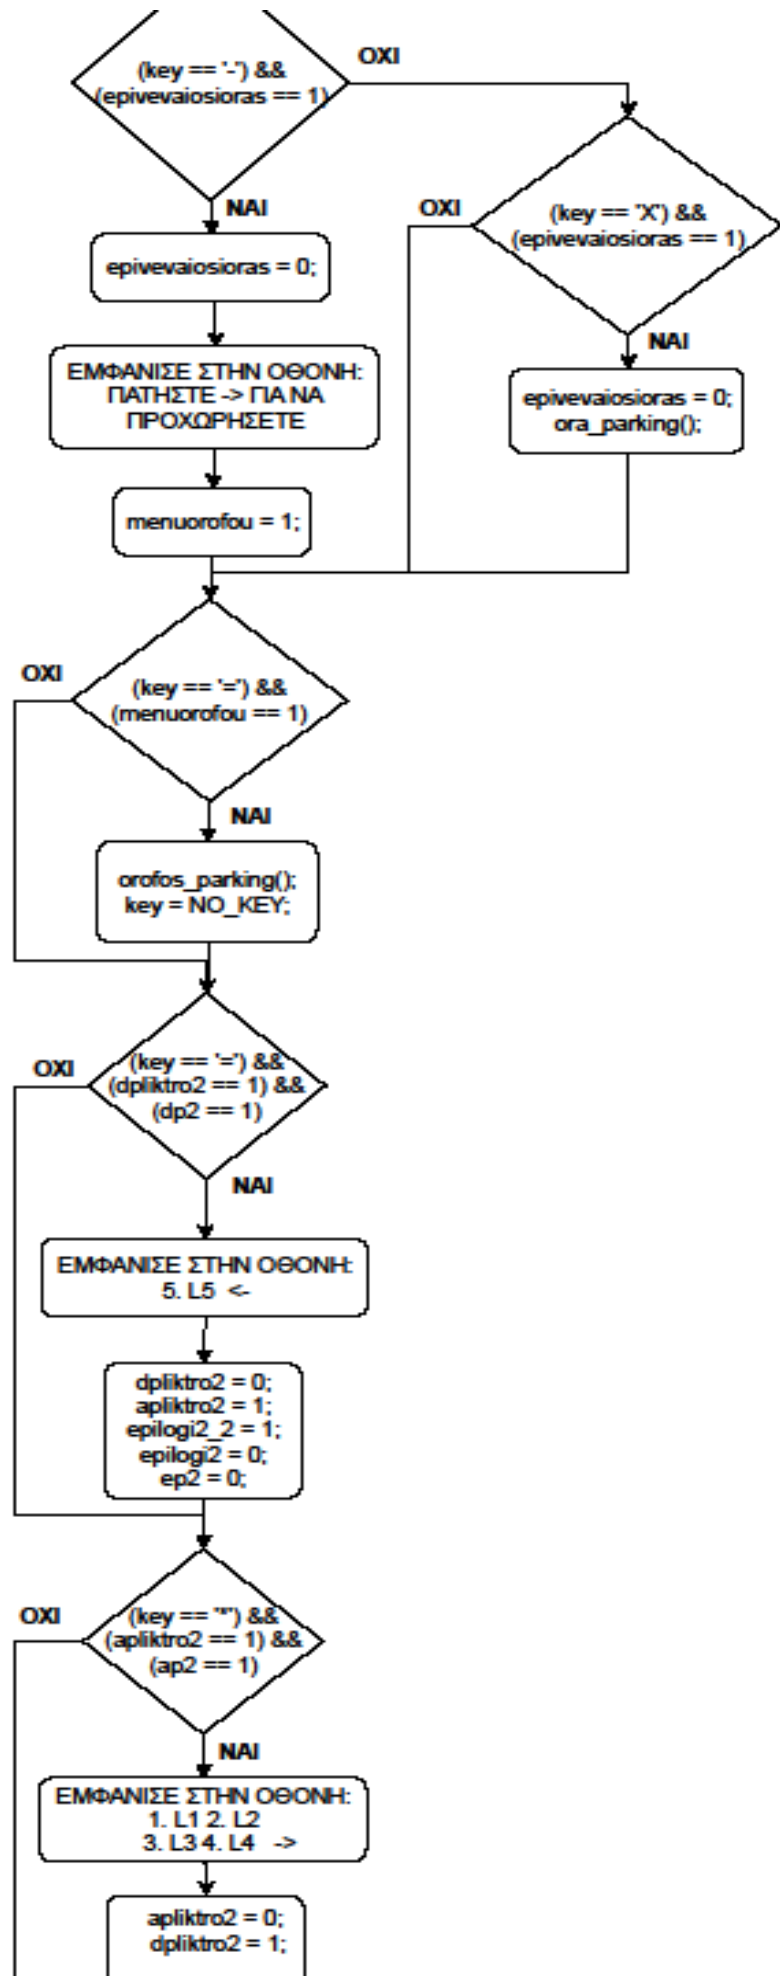 (key == '-') &&
(epivevaiosioras == 1)
ΟΧΙ
ΝΑΙ
epivevaiosioras = 0;
ΕΜΦΑΝΙΣΕ ΣΤΗΝ ΟΘΟΝΗ:
ΠΑΤΗΣΤΕ -> ΓΙΑ ΝΑ
ΠΡΟΧΩΡΗΣΕΤΕ
menuorofou = 1;
ΟΧΙ
(key == 'X') &&
(epivevaiosioras == 1)
ΝΑΙ
epivevaiosioras = 0;
ora_parking();
ΟΧΙ
(key == '=') &&
(menuorofou == 1)
ΝΑΙ
orofos_parking();
key = NO_KEY;
ΟΧΙ
(key == '=') &&
(dpliktro2 == 1) &&
(dp2 == 1)
ΝΑΙ
ΕΜΦΑΝΙΣΕ ΣΤΗΝ ΟΘΟΝΗ:
5. L5 <-
dpliktro2 = 0;
apliktro2 = 1;
epilogi2_2 = 1;
epilogi2 = 0;
ep2 = 0;
ΟΧΙ
(key == '*') &&
(apliktro2 == 1) &&
(ap2 == 1)
ΝΑΙ
ΕΜΦΑΝΙΣΕ ΣΤΗΝ ΟΘΟΝΗ:
1. L1 2. L2
3. L3 4. L4 ->
apliktro2 = 0;
dpliktro2 = 1;